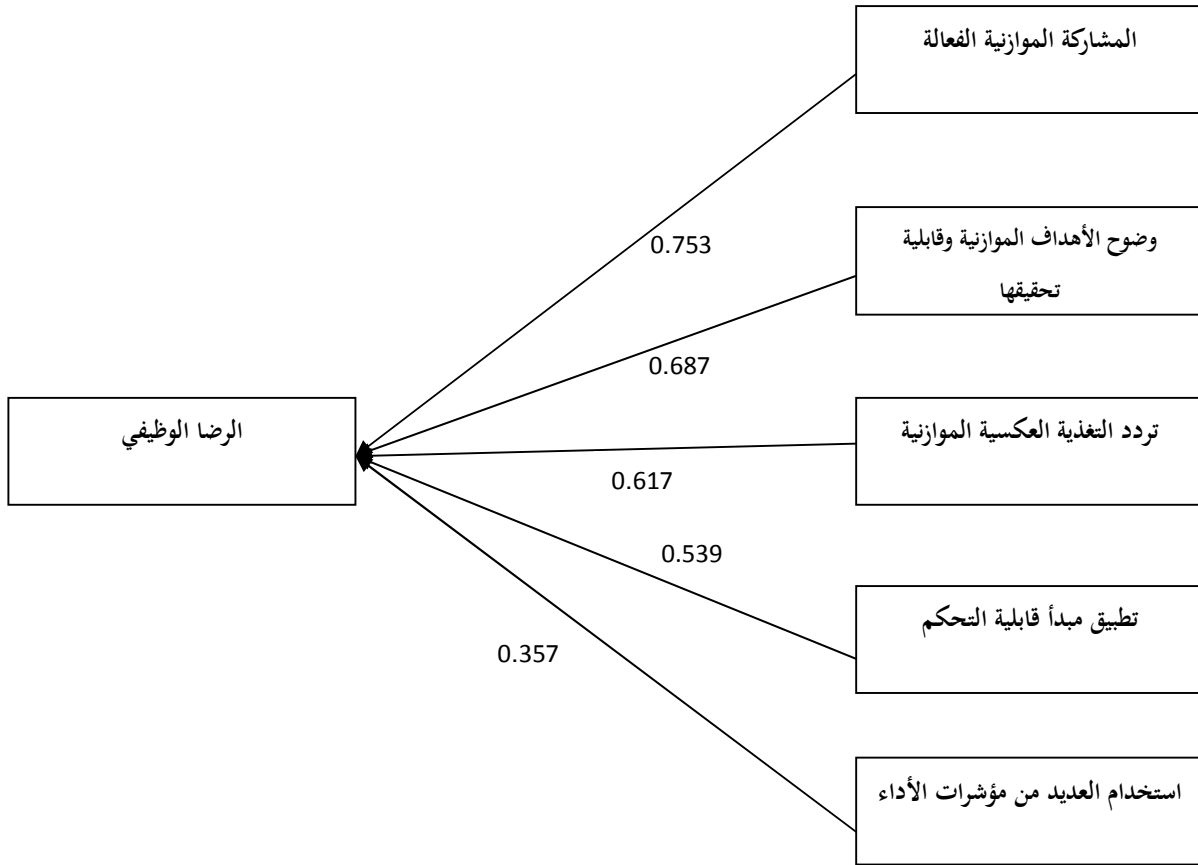 المشاركة الموازنية الفعالة
0.753
وضوح الأهداف الموازنية وقابلية
تحقيقها
0.687
الرضا الوظيفي
تردد التغذية العكسية الموازنية
0.617
0.539
تطبيق مبدأ قابلية التحكم
0.357
استخدام العديد من مؤشرات الأداء